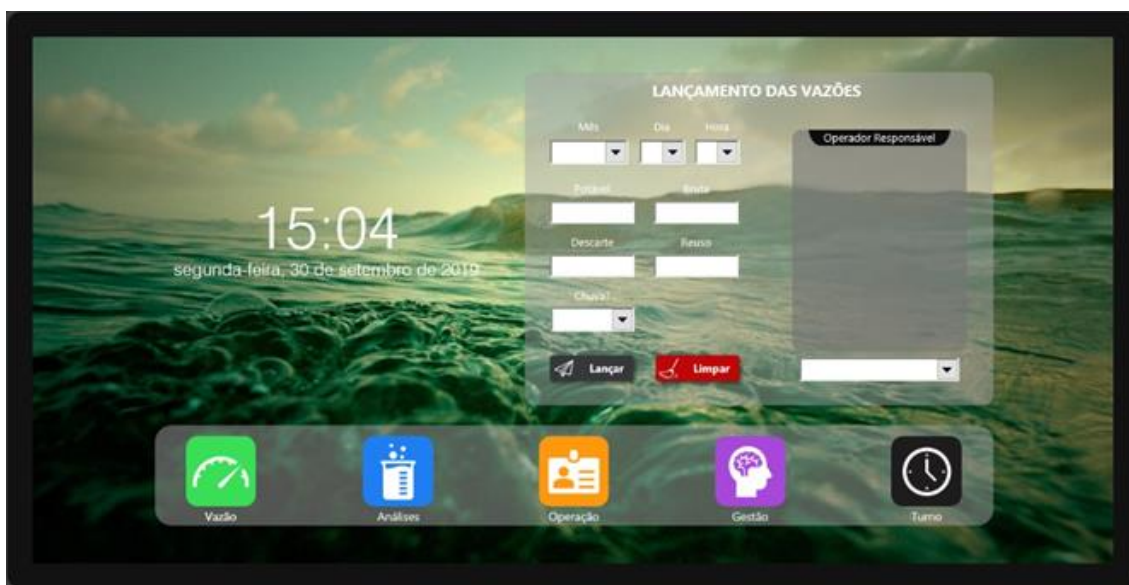 LANÇAMENTO DAS VAZÕES
Mês Dia Hora
Operador Responsável
Potável Bruta
15:04
segunda-feira, 30 de setembro de 2019
Descarte Reuso
Chuva?
Lançar Limpar
Vazão Análises Operação Gestão Turno